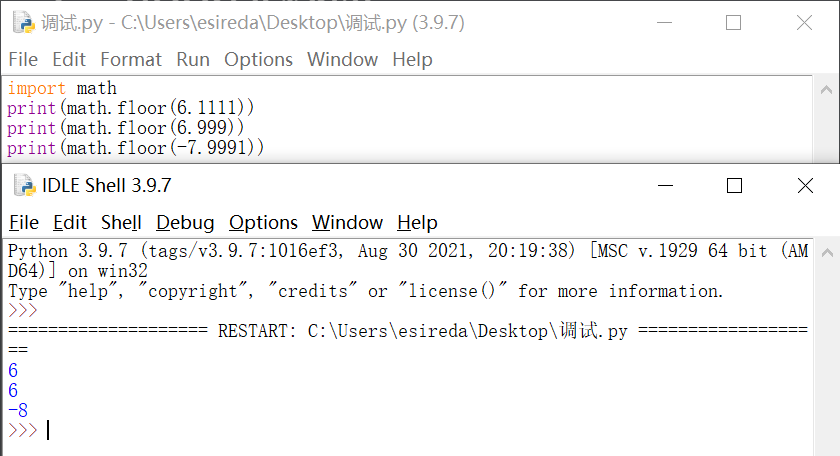 调试.py - C:\Users\esireda\Desktop\调试.py (3.9.7)
File Edit Format Run Options Window Help
import math
print(math.floor(6.1111))
print(math.floor(6.999))
print(math.floor(-7.9991))
IDLE Shell 3.9.7
File Edit Shell Debug Options Window Help
Python 3.9.7 (tags/v3.9.7:1016ef3, Aug 30 2021, 20:19:38) [MSC v.1929 64 bit (AM
D64)] on win32
Type "help", "copyright", "credits" or "license()" for more information.
>>>
==================== RESTART: C:\Users\esireda\Desktop\调试.py =================
==
6
6
-8
>>>